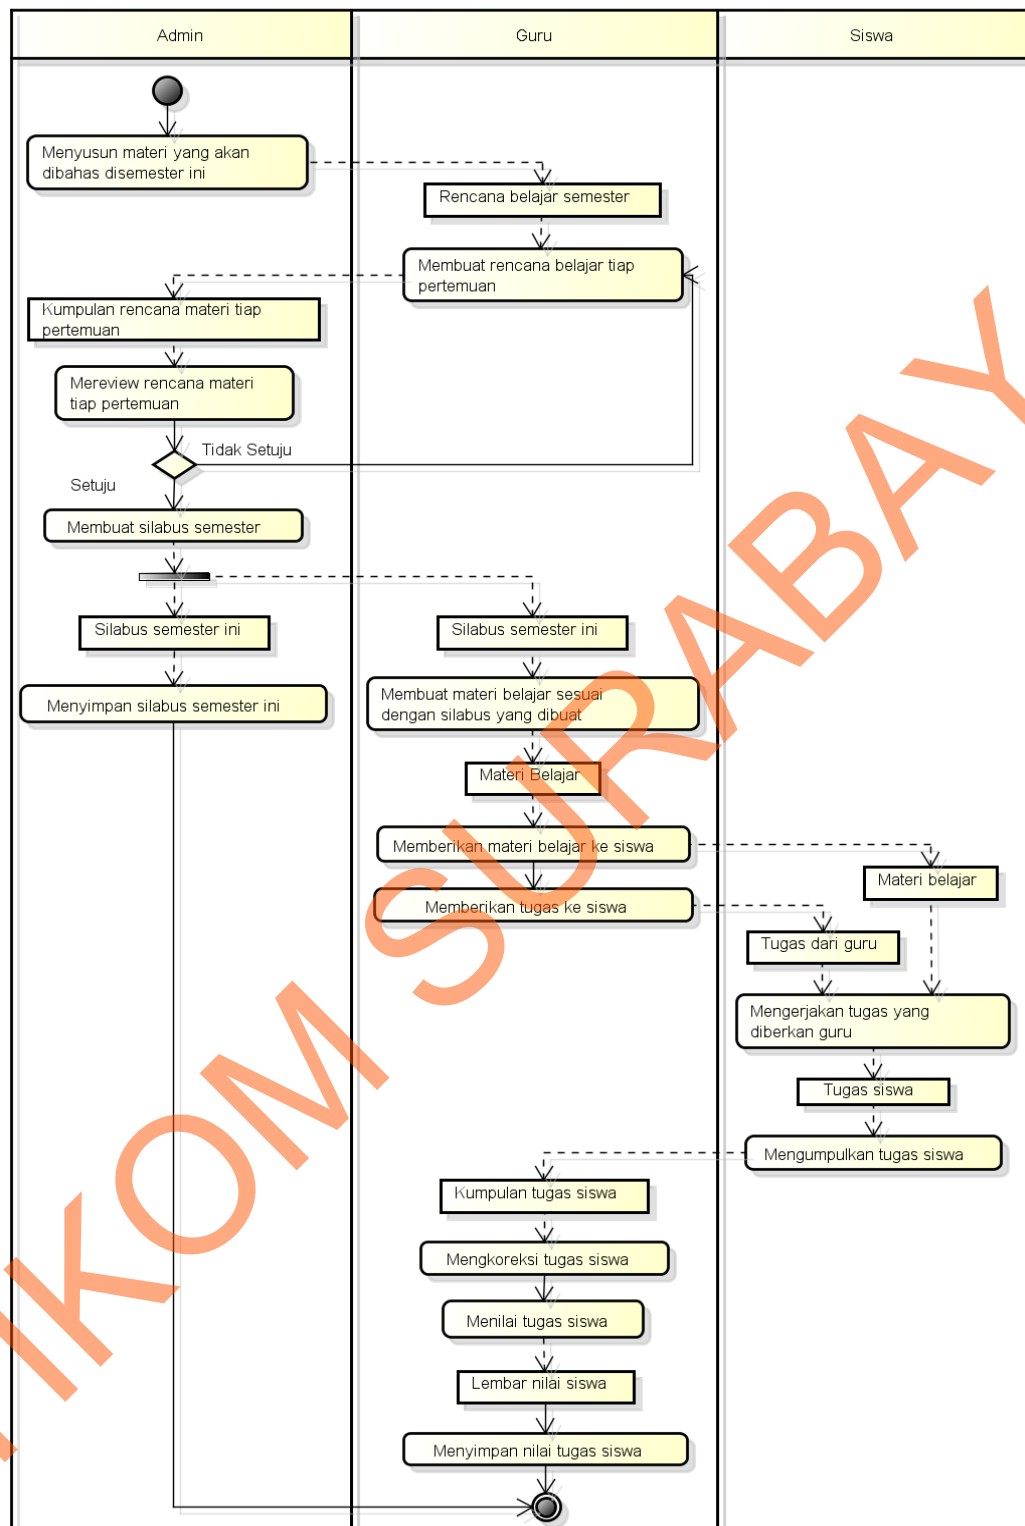 Admin
Guru
Siswa
Menyusun materi yang akan
dibahas disemester ini
Rencana belajar semester
Membuat rencana belajar tiap
pertemuan
Kumpulan rencana materi tiap
pertemuan
Mereview rencana materi
tiap pertemuan
Tidak Setuju
Setuju
Membuat silabus semester
Silabus semester ini
Silabus semester ini
Menyimpan silabus semester ini
Membuat materi belajar sesuai
dengan silabus yang dibuat
Materi Belajar
Memberikan materi belajar ke siswa
Materi belajar
Memberikan tugas ke siswa
Tugas dari guru
Mengerjakan tugas yang
diberkan guru
Tugas siswa
Mengumpulkan tugas siswa
Kumpulan tugas siswa
Mengkoreksi tugas siswa
Menilai tugas siswa
Lembar nilai siswa
Menyimpan nilai tugas siswa
IKOM SURABAY